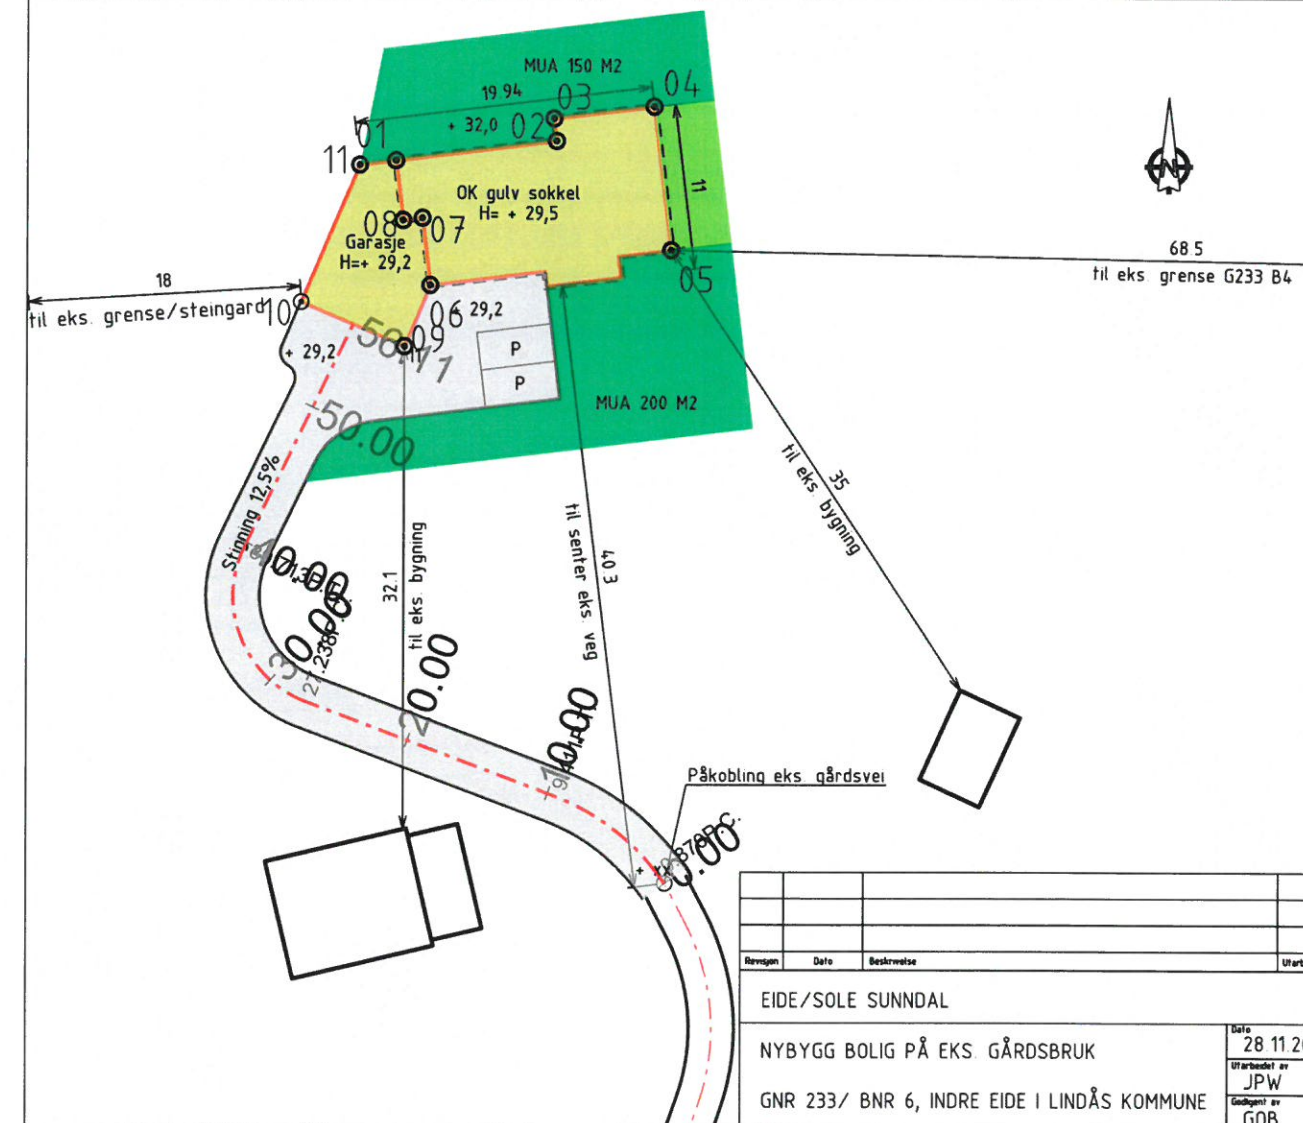 MUA 150 M2
19.94
04
03
+ 32,0
02
01
11
OK gulv sokkel
H= + 29,5
11
08
07
Garasje
H=+ 29,2
N
68.5
til eks. grense G233 B4
05
18
til eks. grense/steingard
10
06
29,2
09
+ 29,2
56.11
P
P
MUA 200 M2
50.00
Stigning 12,5%
35
til eks. bygning
til senter eks. veg
40.3
32.1
til eks. bygning
40.00
30.00
20.00
10.00
Påkobling eks. gårdsvei
0.00
Revisjon
Dato
Beskrivelse
EIDE/SOLE SUNNDAL
NYBYGG BOLIG PÅ EKS. GÅRDSBRUK
Dato
28.11.2
Utarbeidet av
JPW
GNR 233/ BNR 6, INDRE EIDE I LINDÅS KOMMUNE
Godkjent av
GOB